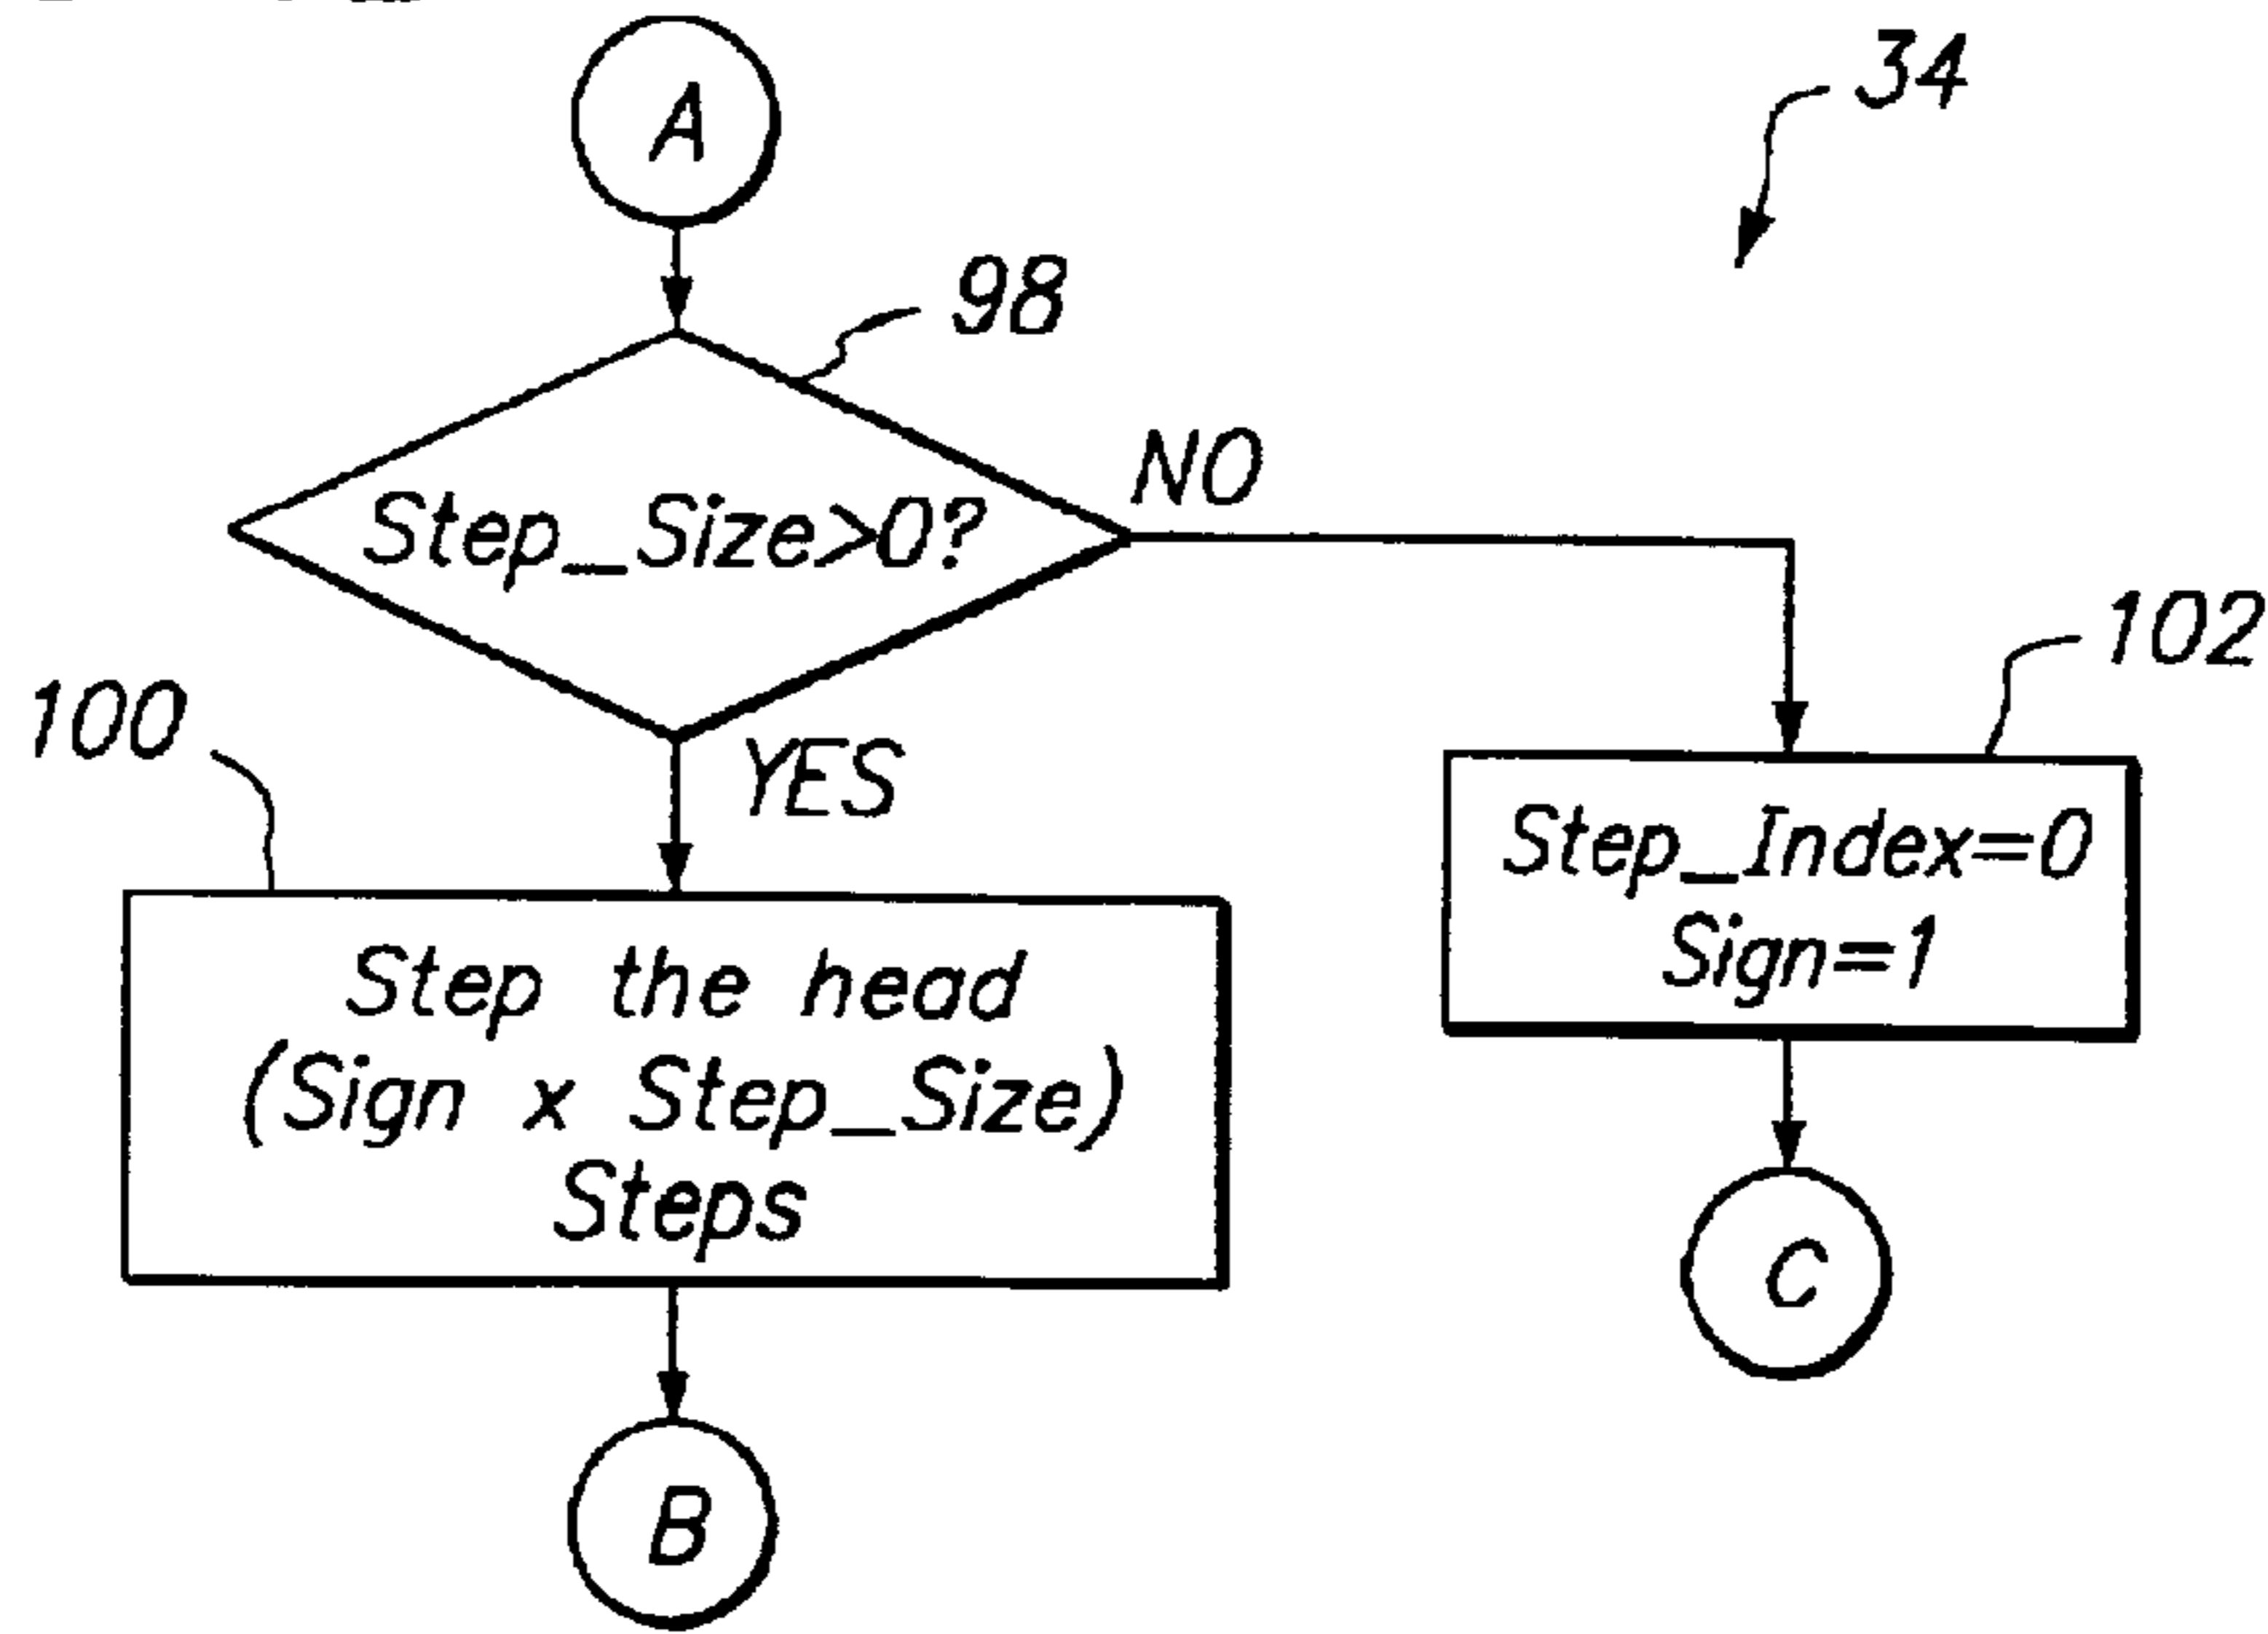 A
34
98
Step_Size>0?
NO
102
100
YES
Step_Index=0
Sign=1
Step the head
(Sign x Step_Size)
Steps
C
B